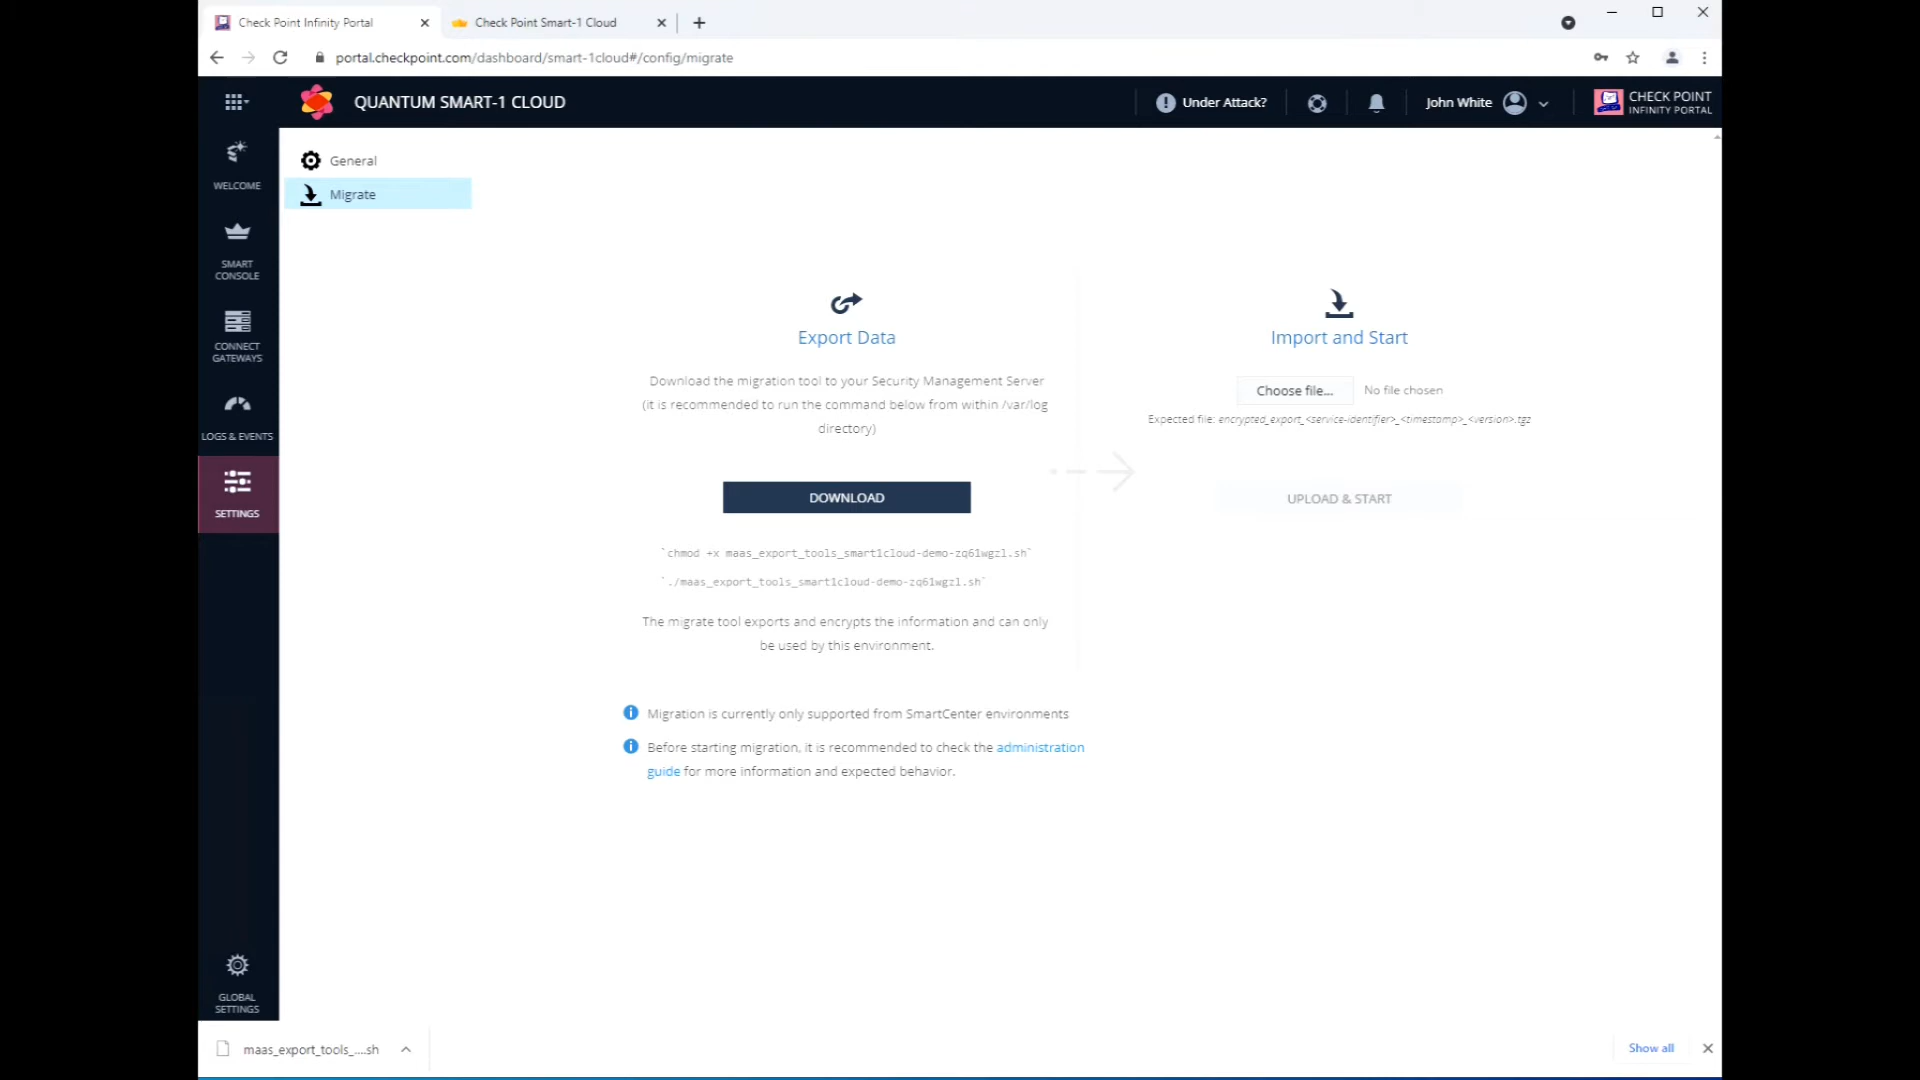 Check Point Infinity Portal
Check Point Smart-1 Cloud
portal.checkpoint.com/dashboard/smart-1cloud#/config/migrate
QUANTUM SMART-1 CLOUD
Under Attack?
John White
CHECK POINT
INFINITY PORTAL
WELCOME
SMART
CONSOLE
CONNECT
GATEWAYS
LOGS & EVENTS
SETTINGS
GLOBAL
SETTINGS
General
Migrate
Export Data
Download the migration tool to your Security Management Server
(it is recommended to run the command below from within /var/log
directory)
DOWNLOAD
`chmod +x maas_export_tools_smart1cloud-demo-zq61wgzl.sh`
`./maas_export_tools_smart1cloud-demo-zq61wgzl.sh`
The migrate tool exports and encrypts the information and can only
be used by this environment.
Import and Start
Choose file...
No file chosen
Expected file: encrypted_export_<service-identifier>_<timestamp>_<version>.tgz
UPLOAD & START
Migration is currently only supported from SmartCenter environments
Before starting migration, it is recommended to check the administration
guide for more information and expected behavior.
maas_export_tools_....sh
Show all